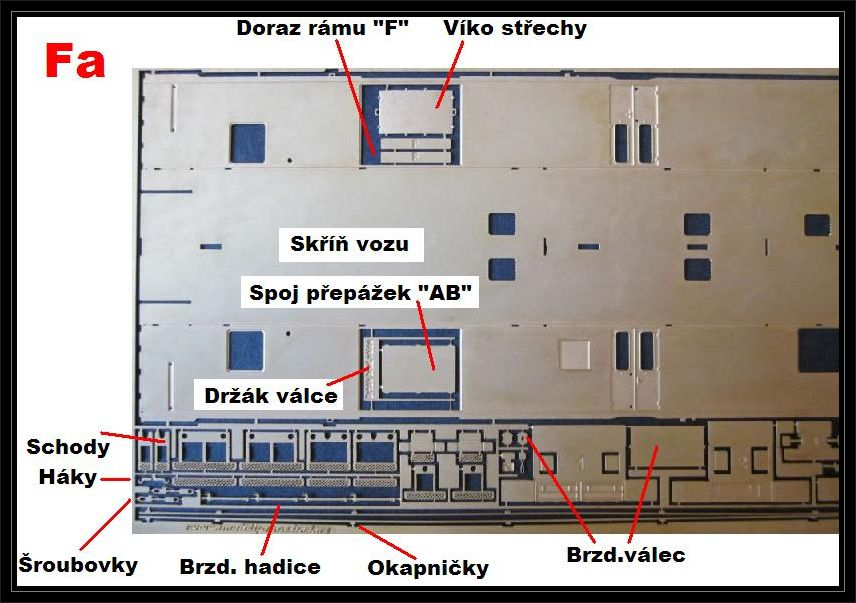 Doraz rámu "F" Víko střechy
Fa
Skříň vozu
Spoj přepážek "AB"
Držák válce
Schody
Háky
Šroubovky
Brzd. hadice
Okapničky
Brzd.válec